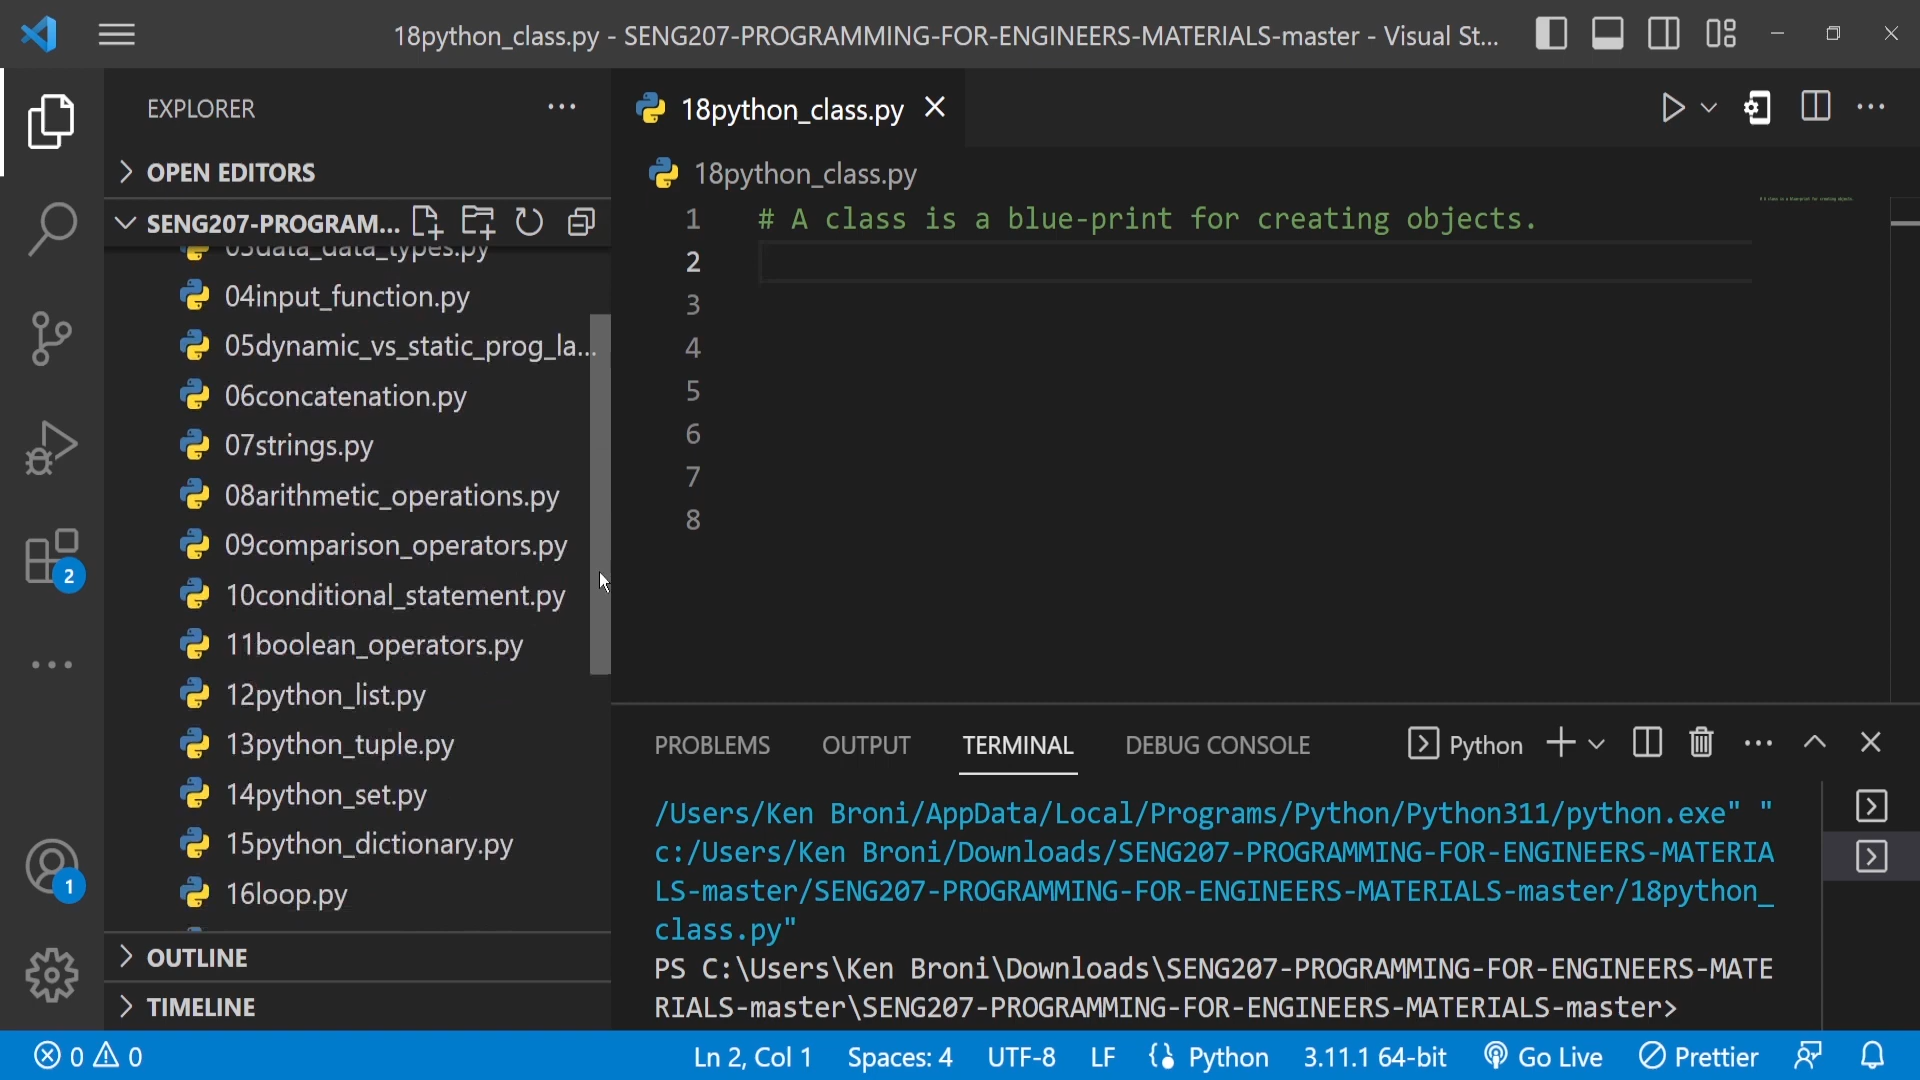 18python_class.py - SENG207-PROGRAMMING-FOR-ENGINEERS-MATERIALS-master - Visual St...
EXPLORER
OPEN EDITORS
SENG207-PROGRAM...
03data_data_types.py
04input_function.py
05dynamic_vs_static_prog_la...
06concatenation.py
07strings.py
08arithmetic_operations.py
09comparison_operators.py
10conditional_statement.py
11boolean_operators.py
12python_list.py
13python_tuple.py
14python_set.py
15python_dictionary.py
16loop.py
OUTLINE
TIMELINE
2
1
18python_class.py
18python_class.py
1 # A class is a blue-print for creating objects.
2
3
4
5
6
7
8
PROBLEMS OUTPUT TERMINAL DEBUG CONSOLE Python
/Users/Ken Broni/AppData/Local/Programs/Python/Python311/python.exe" "
c:/Users/Ken Broni/Downloads/SENG207-PROGRAMMING-FOR-ENGINEERS-MATERIA
LS-master/SENG207-PROGRAMMING-FOR-ENGINEERS-MATERIALS-master/18python_
class.py"
PS C:\Users\Ken Broni\Downloads\SENG207-PROGRAMMING-FOR-ENGINEERS-MATE
RIALS-master\SENG207-PROGRAMMING-FOR-ENGINEERS-MATERIALS-master>
0 0 Ln 2, Col 1 Spaces: 4 UTF-8 LF Python 3.11.1 64-bit Go Live Prettier